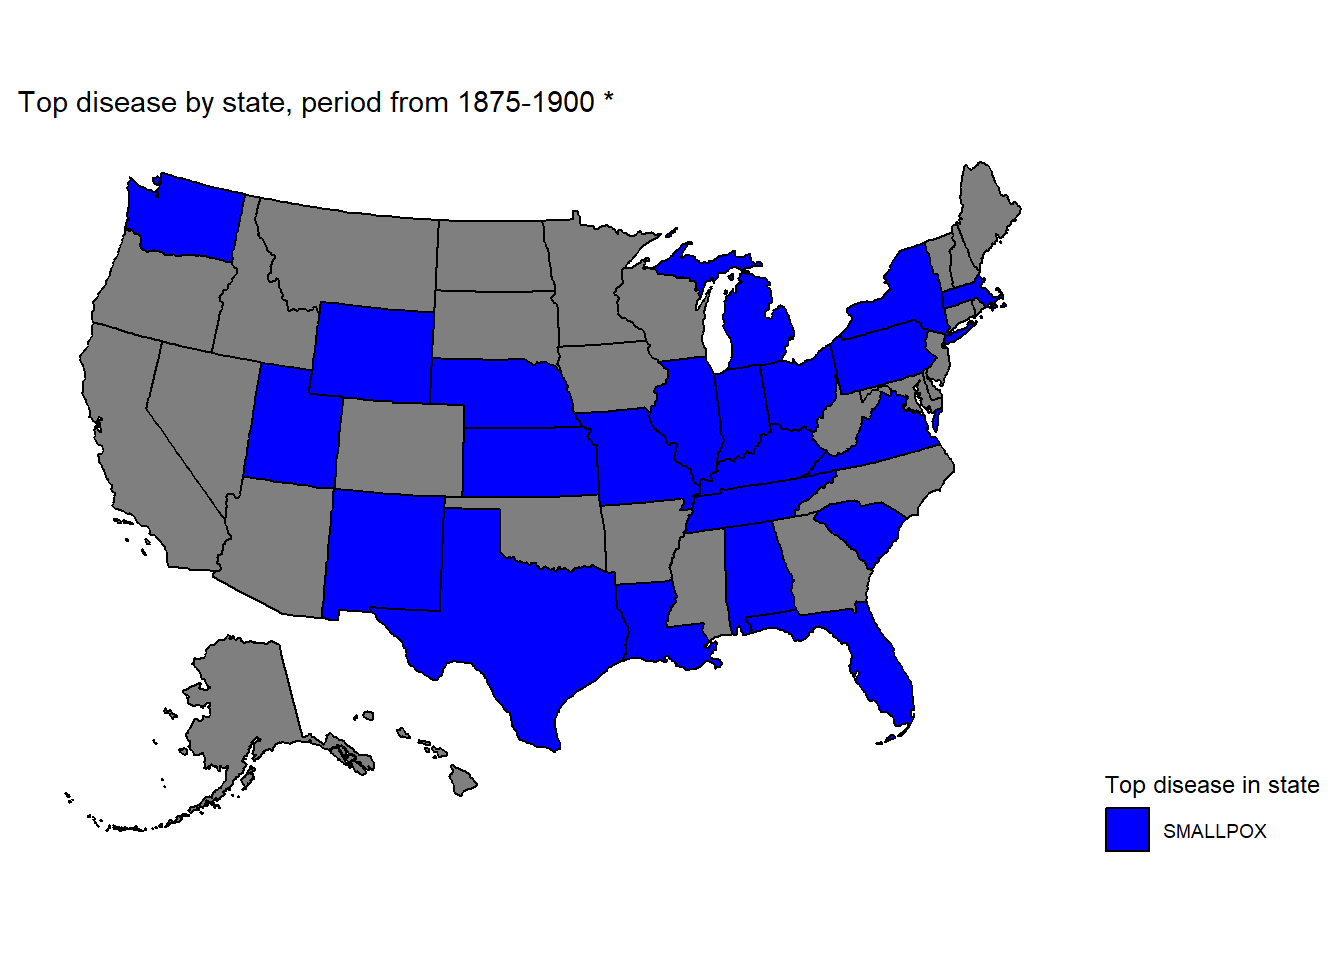 Top disease by state, period from 1875-1900 *
Top disease in state
SMALLPOX